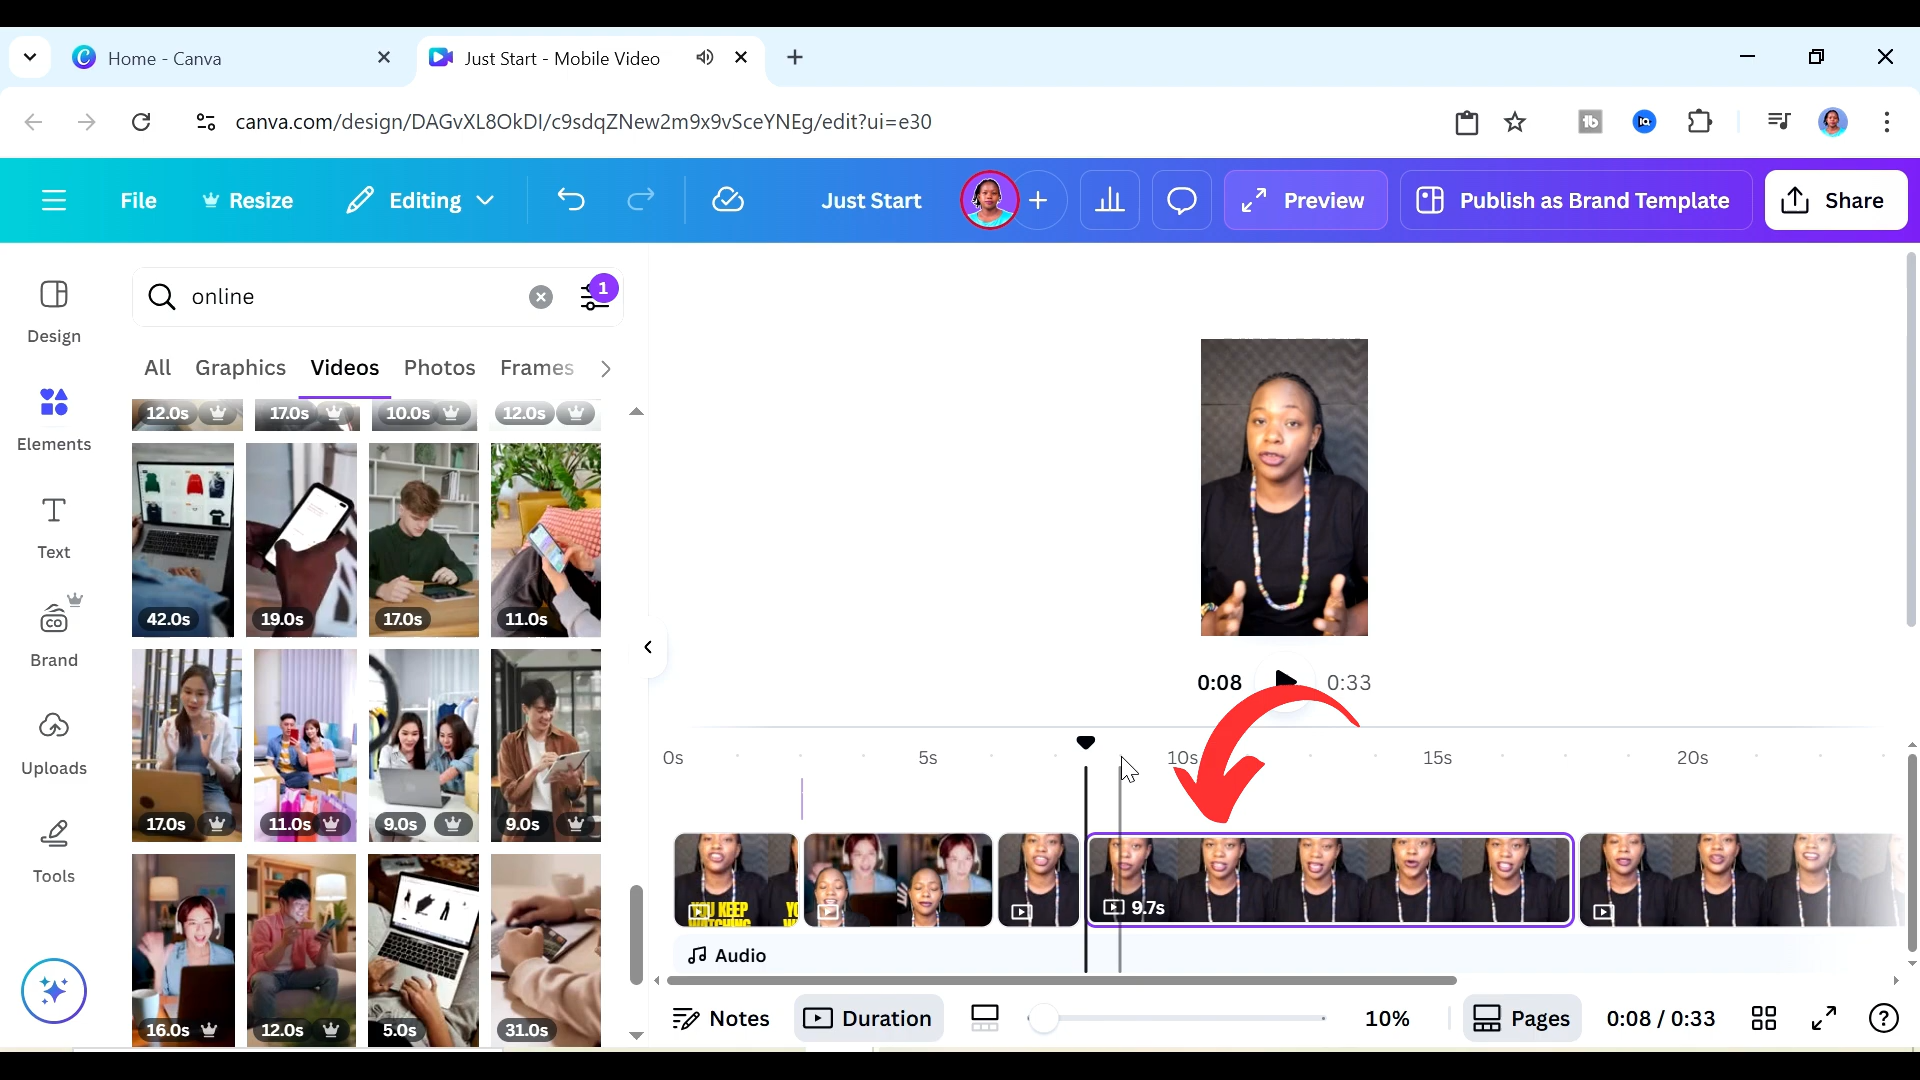 Home - Canva
Just Start - Mobile Video
canva.com/design/DAGvXL8OkDI/c9sdqZNew2m9x9vSceYNEg/edit?ui=e30
File
Resize
Editing
Just Start
Preview
Publish as Brand Template
Share
Design
Elements
Text
Brand
Uploads
Tools
online
1
All Graphics Videos Photos Frames
12.0s 17.0s 10.0s 12.0s
42.0s 19.0s 17.0s 11.0s
17.0s 11.0s 9.0s 9.0s
16.0s 12.0s 5.0s 31.0s
0:08 0:33
0s 5s 10s 15s 20s
YOU KEEP
9.7s
Audio
Notes Duration 10% Pages 0:08 / 0:33